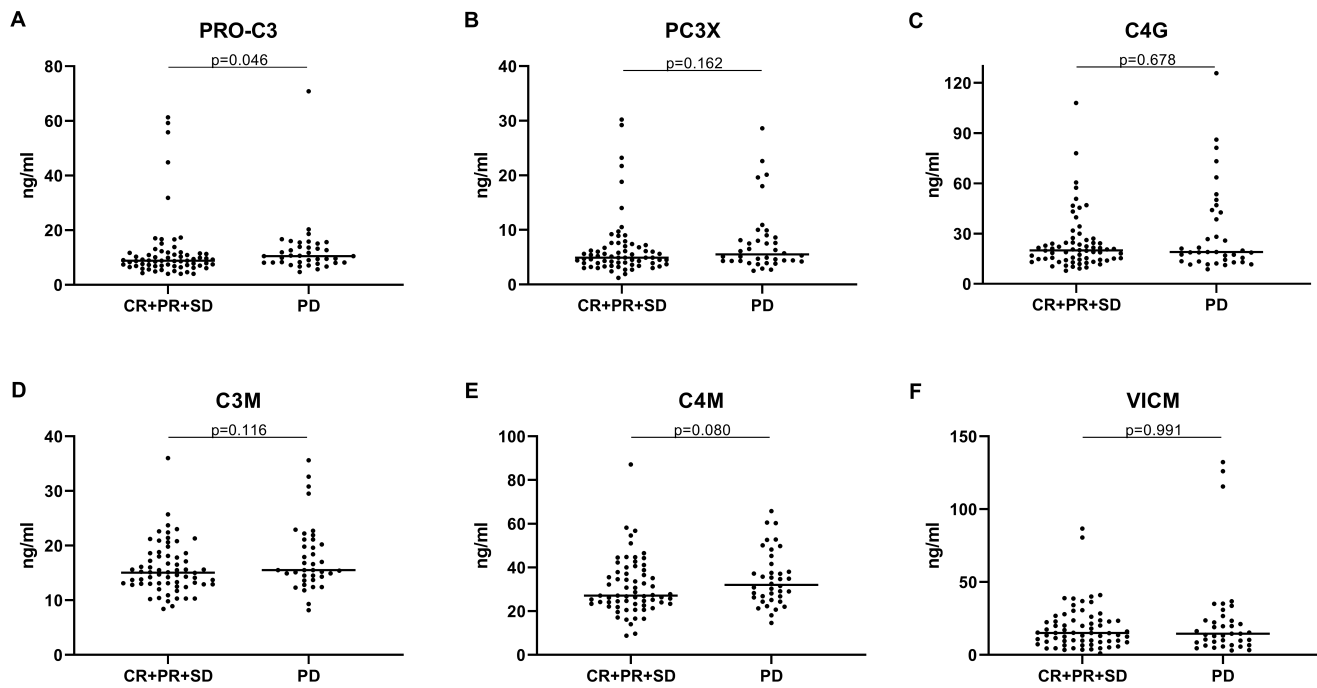 A
PRO-C3
p=0.046
80
60
40
20
0
ng/ml
CR+PR+SD
PD
B
PC3X
p=0.162
40
30
20
10
0
ng/ml
CR+PR+SD
PD
C
C4G
p=0.678
120
90
60
30
0
ng/ml
CR+PR+SD
PD
D
C3M
p=0.116
40
30
20
10
0
ng/ml
CR+PR+SD
PD
E
C4M
p=0.080
100
80
60
40
20
0
ng/ml
CR+PR+SD
PD
F
VICM
p=0.991
150
100
50
0
ng/ml
CR+PR+SD
PD